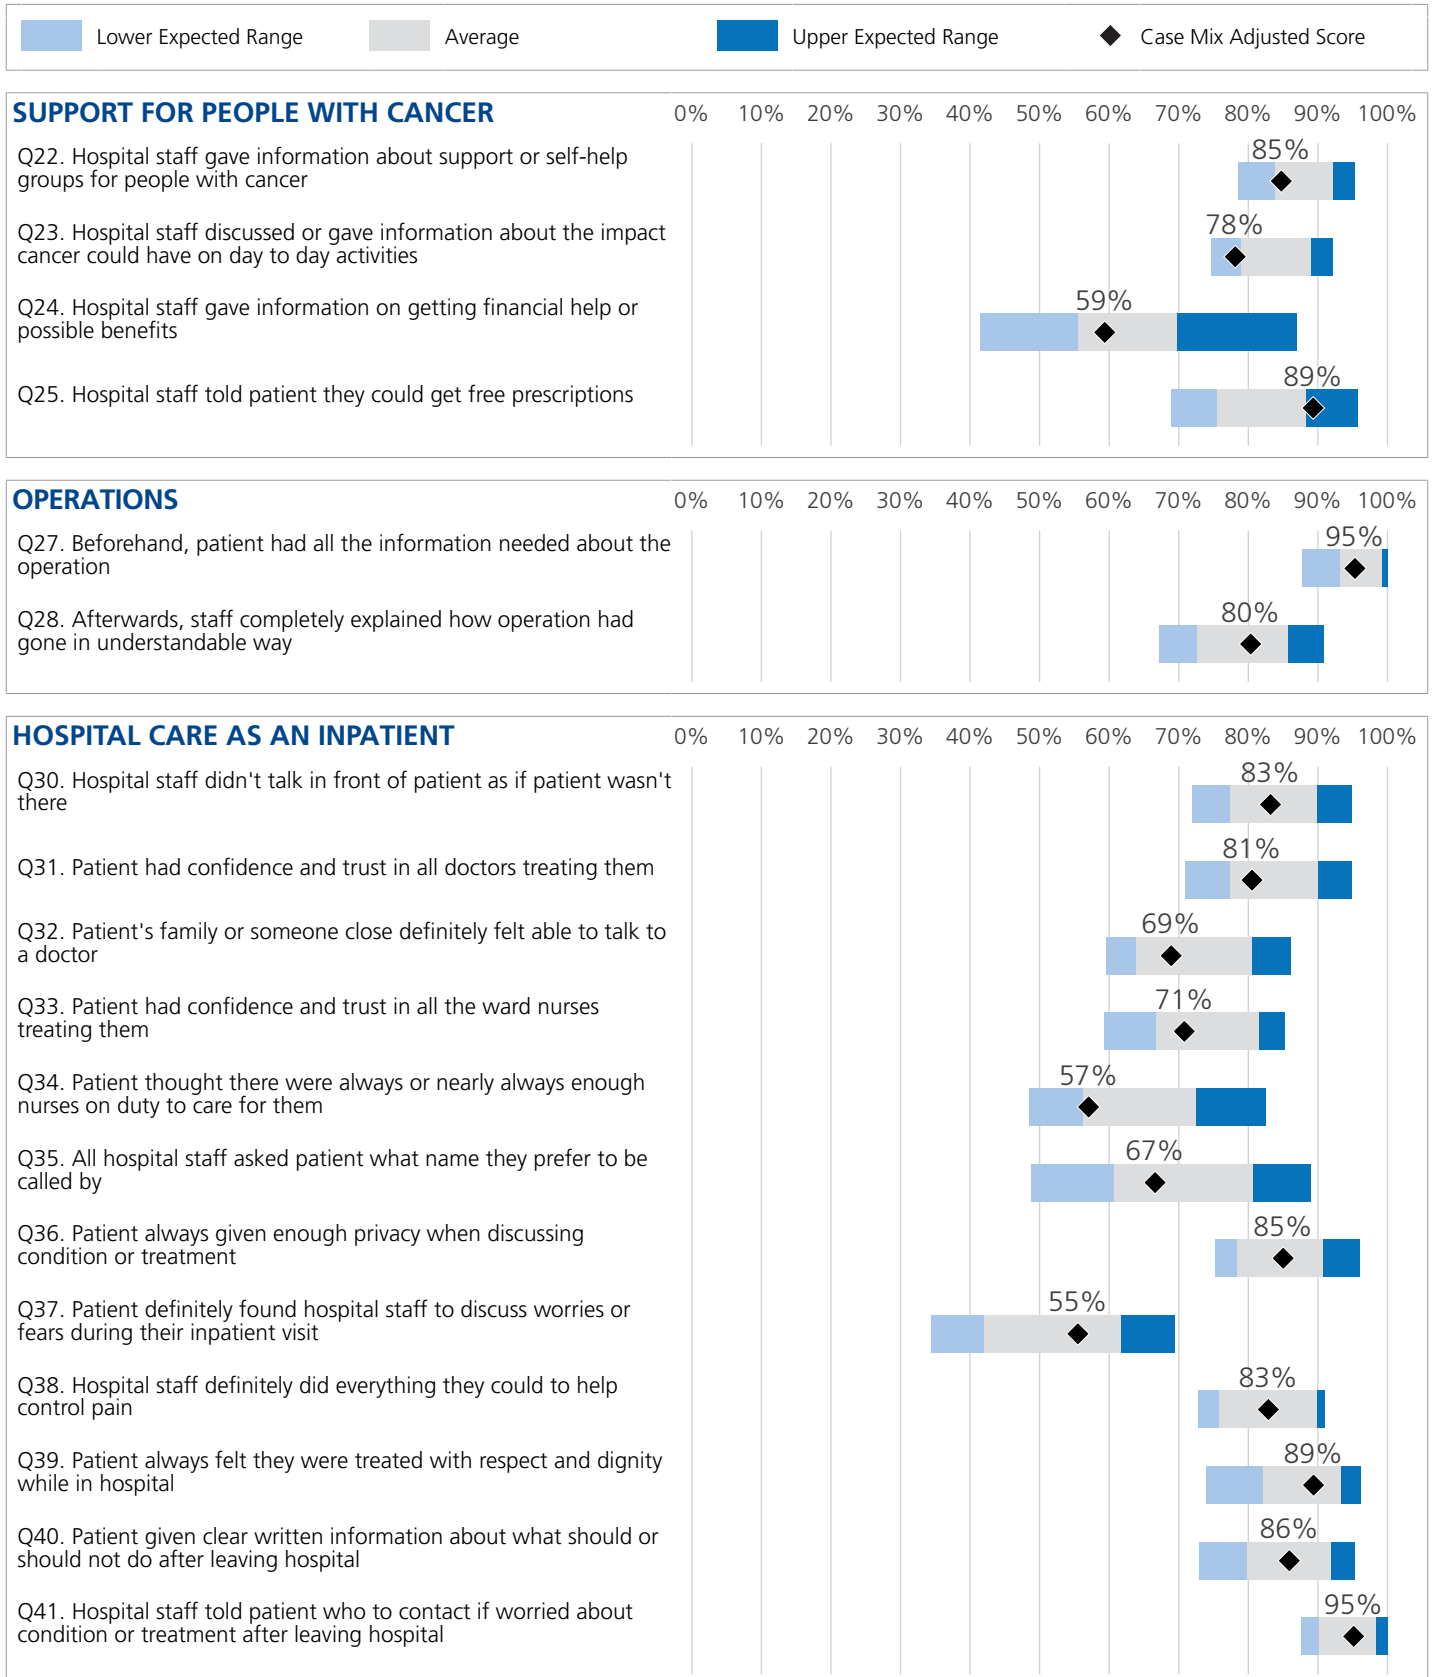 Lower Expected Range Average Upper Expected Range Case Mix Adjusted Score
SUPPORT FOR PEOPLE WITH CANCER 0% 10% 20% 30% 40% 50% 60% 70% 80% 90% 100%
Q22. Hospital staff gave information about support or self-help
groups for people with cancer
85%
Q23. Hospital staff discussed or gave information about the impact
cancer could have on day to day activities
78%
Q24. Hospital staff gave information on getting financial help or
possible benefits
59%
Q25. Hospital staff told patient they could get free prescriptions
89%
OPERATIONS 0% 10% 20% 30% 40% 50% 60% 70% 80% 90% 100%
Q27. Beforehand, patient had all the information needed about the
operation
95%
Q28. Afterwards, staff completely explained how operation had
gone in understandable way
80%
HOSPITAL CARE AS AN INPATIENT 0% 10% 20% 30% 40% 50% 60% 70% 80% 90% 100%
Q30. Hospital staff didn't talk in front of patient as if patient wasn't
there
83%
Q31. Patient had confidence and trust in all doctors treating them
81%
Q32. Patient's family or someone close definitely felt able to talk to
a doctor
69%
Q33. Patient had confidence and trust in all the ward nurses
treating them
71%
Q34. Patient thought there were always or nearly always enough
nurses on duty to care for them
57%
Q35. All hospital staff asked patient what name they prefer to be
called by
67%
Q36. Patient always given enough privacy when discussing
condition or treatment
85%
Q37. Patient definitely found hospital staff to discuss worries or
fears during their inpatient visit
55%
Q38. Hospital staff definitely did everything they could to help
control pain
83%
Q39. Patient always felt they were treated with respect and dignity
while in hospital
89%
Q40. Patient given clear written information about what should or
should not do after leaving hospital
86%
Q41. Hospital staff told patient who to contact if worried about
condition or treatment after leaving hospital
95%